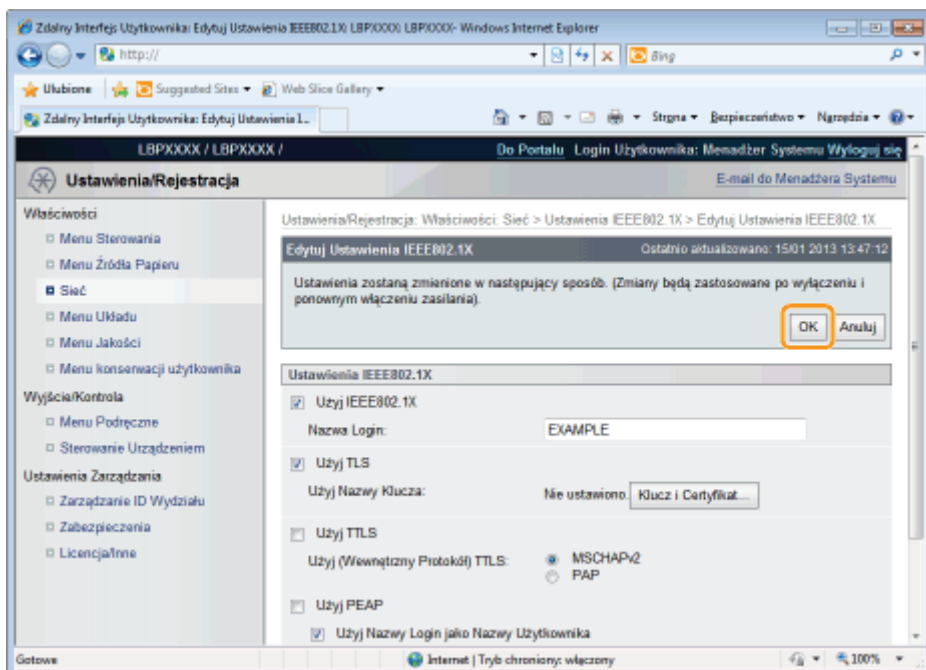 Zdalny Interfejs Użytkownika: Edytuj Ustawienia IEEE802.1X: LBPXXXX: LBPXXXX- Windows Internet Explorer
http://
Bing
Ulubione Suggested Sites Web Slice Gallery
Zdalny Interfejs Użytkownika: Edytuj Ustawienia I...
Strona Bezpieczeństwo Narzędzia
LBPXXXX / LBPXXXX /
Do Portalu Login Użytkownika: Menadżer Systemu Wyloguj się
Ustawienia/Rejestracja
E-mail do Menadżera Systemu
Właściwości
Menu Sterowania
Menu Źródła Papieru
Sieć
Menu Układu
Menu Jakości
Menu konserwacji użytkownika
Wyjście/Kontrola
Menu Podręczne
Sterowanie Urządzeniem
Ustawienia Zarządzania
Zarządzanie ID Wydziału
Zabezpieczenia
Licencja/Inne
Ustawienia/Rejestracja: Właściwości: Sieć > Ustawienia IEEE802.1X > Edytuj Ustawienia IEEE802.1X
Edytuj Ustawienia IEEE802.1X
Ostatnio aktualizowano: 15/01 2013 13:47:12
Ustawienia zostaną zmienione w następujący sposób. (Zmiany będą zastosowane po wyłączeniu i
ponownym włączeniu zasilania).
OK Anuluj
Ustawienia IEEE802.1X
Użyj IEEE802.1X
Nazwa Login: EXAMPLE
Użyj TLS
Użyj Nazwy Klucza: Nie ustawiono. Klucz i Certyfikat...
Użyj TTLS
Użyj (Wewnętrzny Protokół) TTLS: MSCHAPv2
PAP
Użyj PEAP
Użyj Nazwy Login jako Nazwy Użytkownika
Gotowe
Internet | Tryb chroniony: włączony
100%